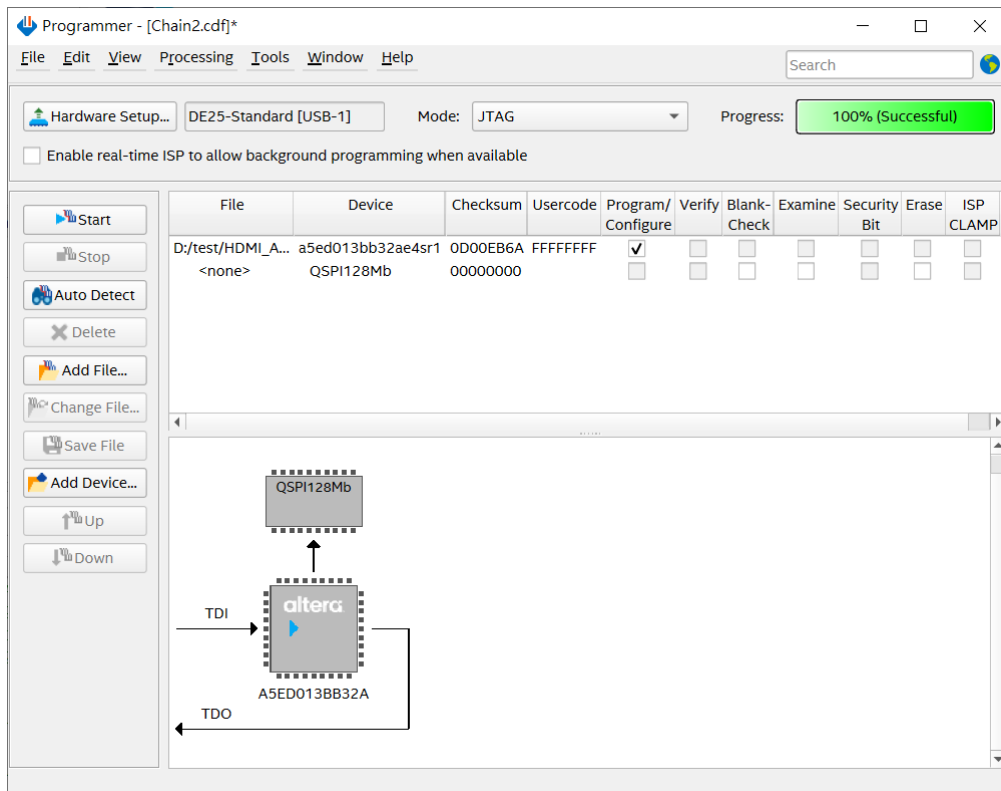 Programmer - [Chain2.cdf]*
File Edit View Processing Tools Window Help
Search
Hardware Setup... DE25-Standard [USB-1] Mode: JTAG Progress: 100% (Successful)
Enable real-time ISP to allow background programming when available
Start
Stop
Auto Detect
Delete
Add File...
Change File...
Save File
Add Device...
Up
Down
File Device Checksum Usercode Program/ Verify Blank- Examine Security Erase ISP
Configure Check Bit CLAMP
D:/test/HDMI_A... a5ed013bb32ae4sr1 0D00EB6A FFFFFFFF
<none> QSPI128Mb 00000000
QSPI128Mb
altera
TDI
A5ED013BB32A
TDO